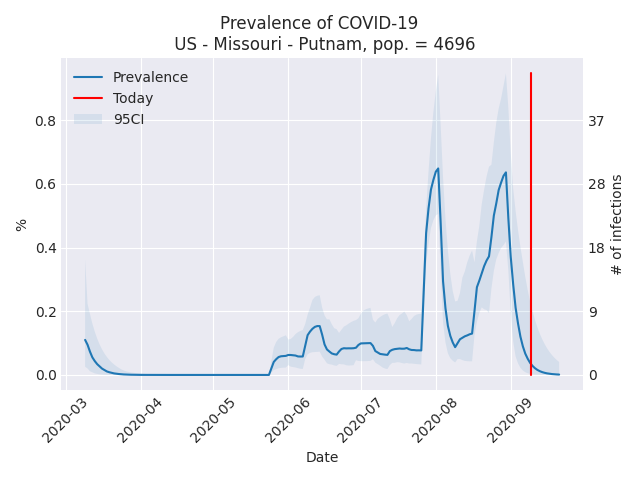 Prevalence of COVID-19
US - Missouri - Putnam, pop. = 4696
Prevalence
Today
95CI
0.8
0.6
0.4
0.2
0.0
%
37
28
18
9
0
# of infections
2020-03
2020-04
2020-05
2020-06
2020-07
2020-08
2020-09
Date